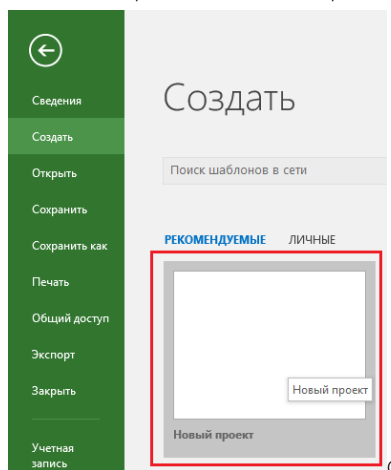 Сведения
Создать
Открыть
Сохранить
Сохранить как
Печать
Общий доступ
Экспорт
Закрыть
Учетная
запись
Создать
Поиск шаблонов в сети
РЕКОМЕНДУЕМЫЕ ЛИЧНЫЕ
Новый проект
Новый проект